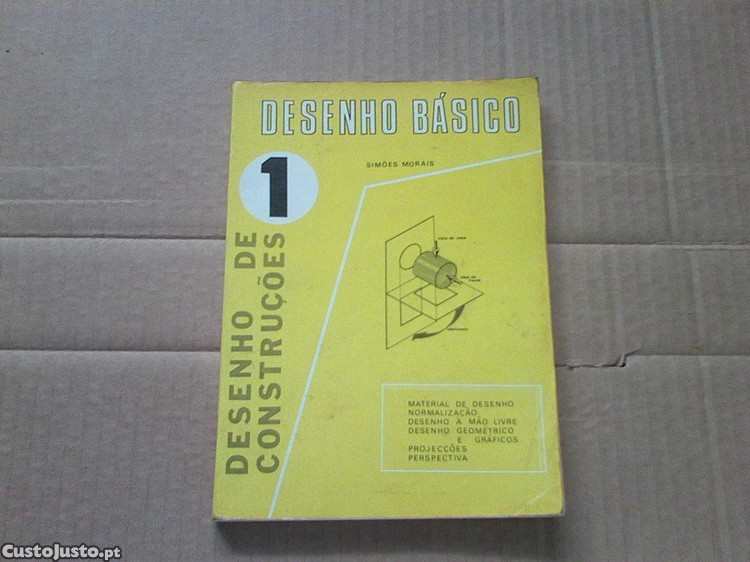 DESENHO BÁSICO
SIMÕES MORAIS
1
DESENHO DE
CONSTRUÇÕES
MATERIAL DE DESENHO
NORMALIZAÇÃO
DESENHO A MÃO LIVRE
DESENHO GEOMÉTRICO
E GRÁFICOS
PROJECÇÕES
PERSPECTIVA
CustoJusto.pt